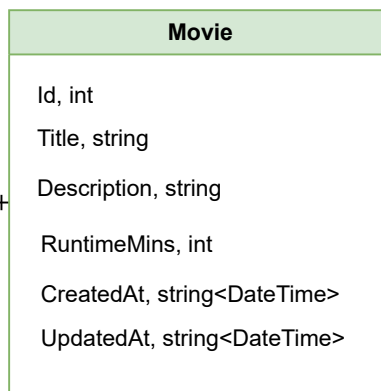 Movie
Id, int
Title, string
Description, string
RuntimeMins, int
CreatedAt, string<DateTime>
UpdatedAt, string<DateTime>